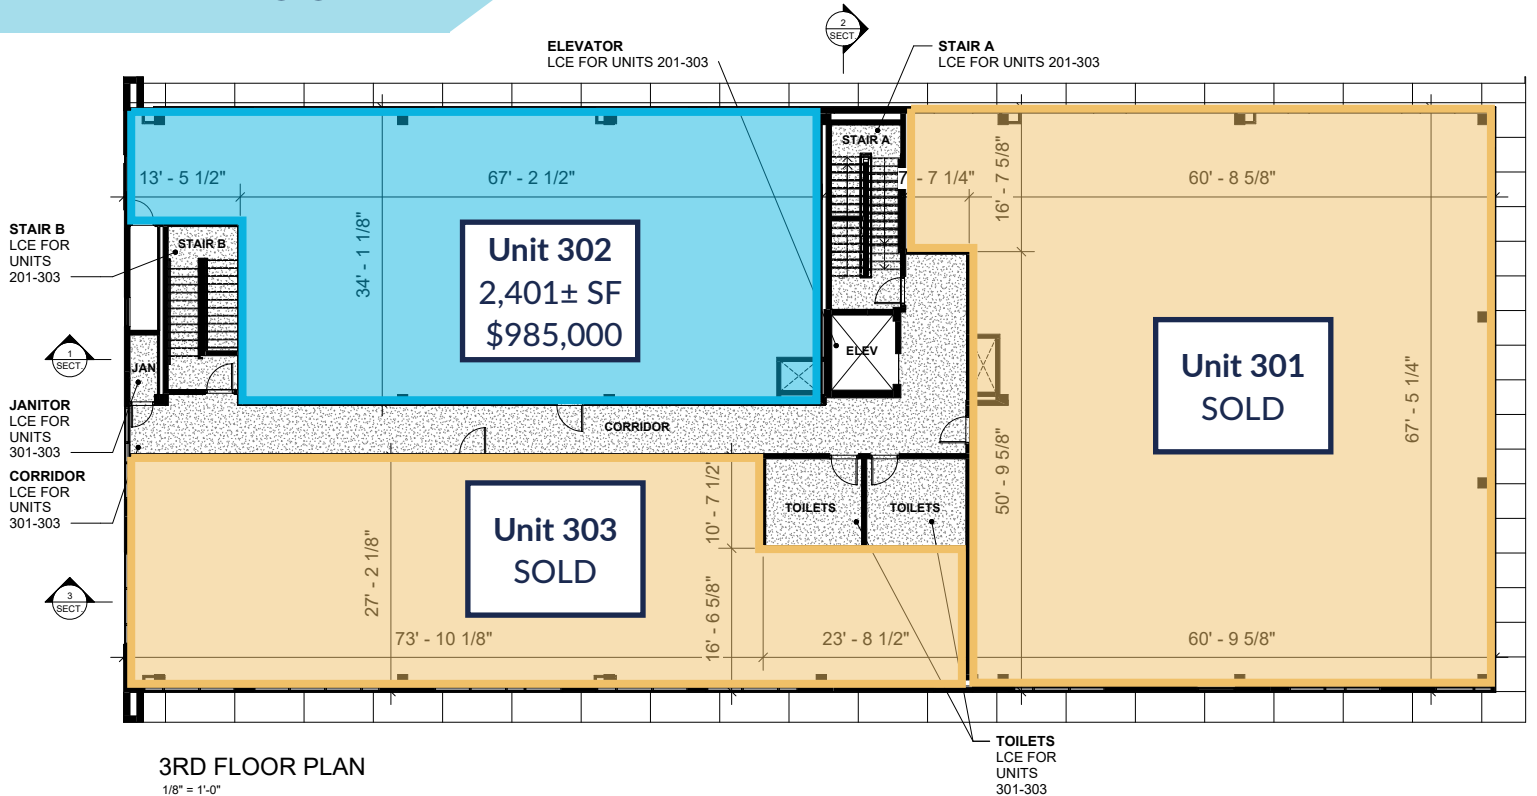 2
SECT.
ELEVATOR
LCE FOR UNITS 201-303
STAIR A
LCE FOR UNITS 201-303
STAIR A
13' - 5 1/2"
67' - 2 1/2"
7' - 7 1/4"
16' - 7 5/8"
60' - 8 5/8"
STAIR B
LCE FOR
UNITS
201-303
STAIR B
34' - 1 1/8"
Unit 302
2,401± SF
$985,000
1
SECT.
JAN
ELEV
Unit 301
SOLD
67' - 5 1/4"
JANITOR
LCE FOR
UNITS
301-303
CORRIDOR
50' - 9 5/8"
CORRIDOR
LCE FOR
UNITS
301-303
10' - 7 1/2"
TOILETS
TOILETS
Unit 303
SOLD
27' - 2 1/8"
3
SECT.
16' - 6 5/8"
73' - 10 1/8"
23' - 8 1/2"
60' - 9 5/8"
TOILETS
LCE FOR
UNITS
301-303
3RD FLOOR PLAN
1/8" = 1'-0"